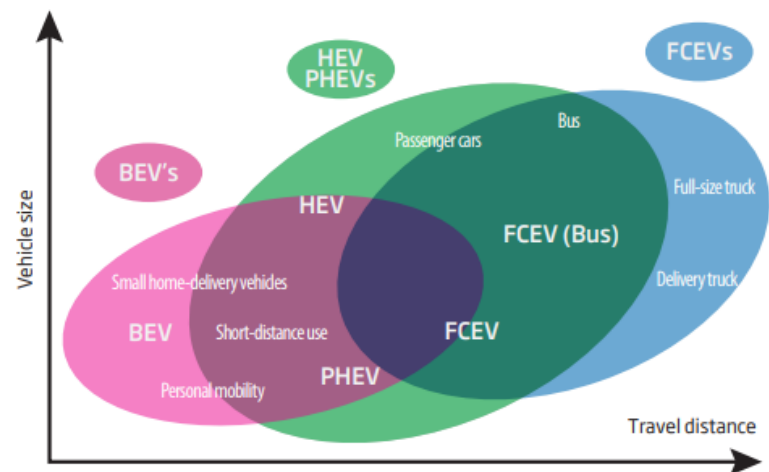 HEV
PHEVs
FCEVs
BEV's
Bus
Passenger cars
Full-size truck
HEV
FCEV (Bus)
Vehicle size
Small home-delivery vehicles
Delivery truck
BEV
Short-distance use
FCEV
PHEV
Personal mobility
Travel distance